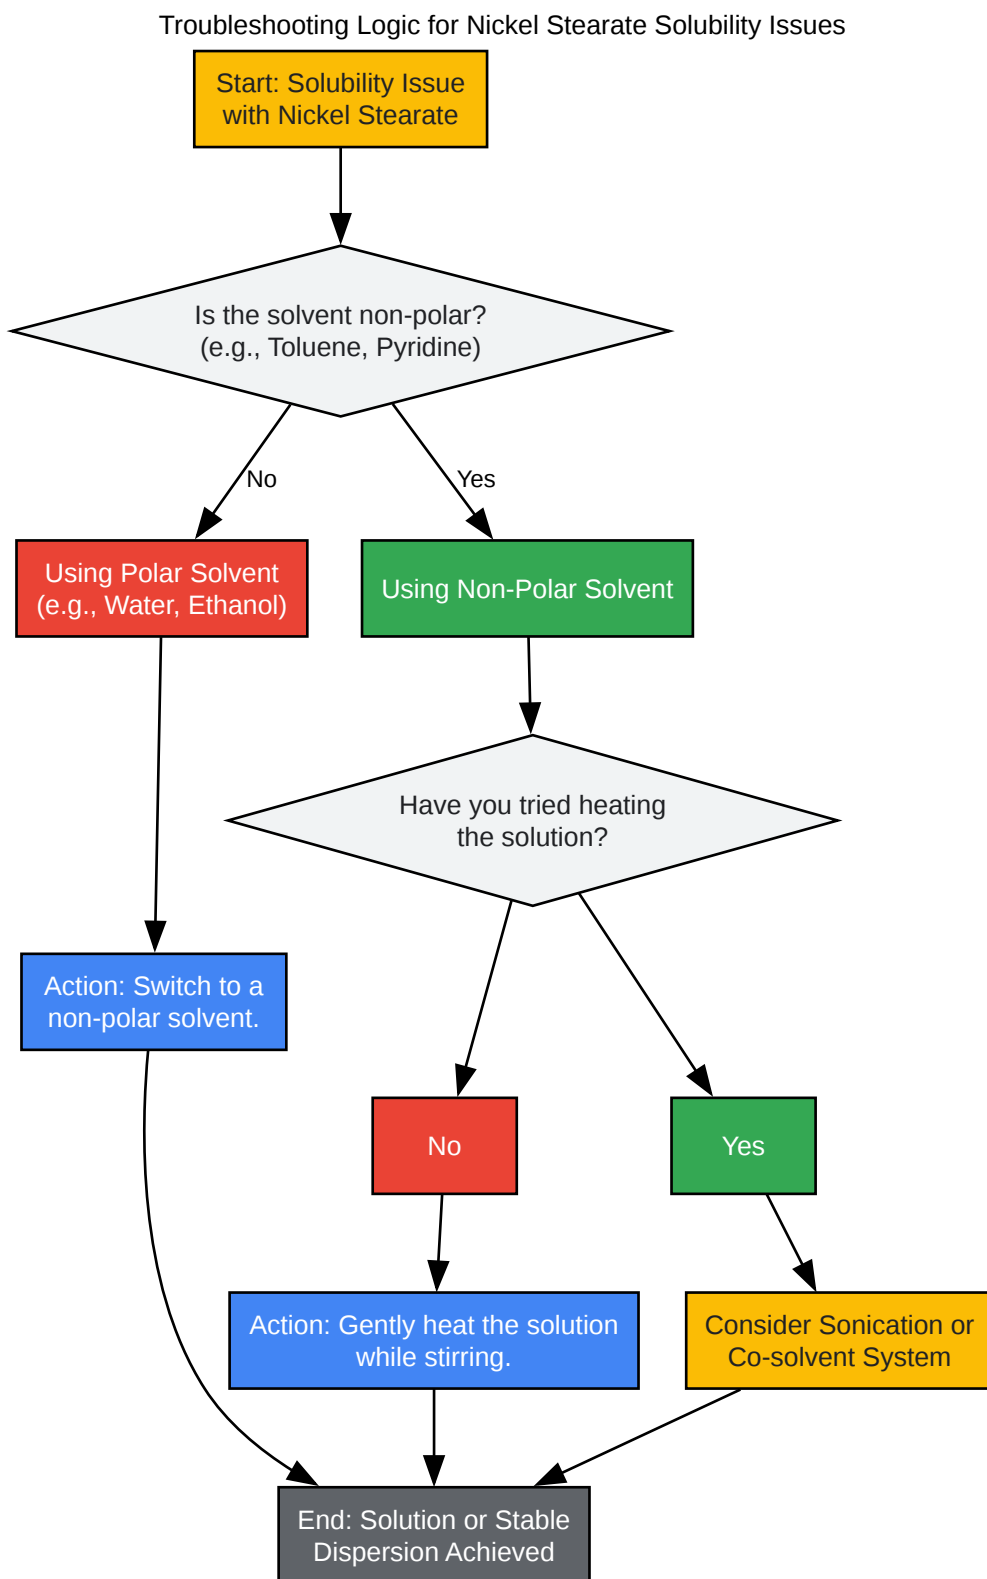 Troubleshooting Logic for Nickel Stearate Solubility Issues
Start: Solubility Issue
with Nickel Stearate
Is the solvent non-polar?
(e.g., Toluene, Pyridine)
No
Yes
Using Polar Solvent
(e.g., Water, Ethanol)
Using Non-Polar Solvent
Have you tried heating
the solution?
Action: Switch to a
non-polar solvent.
No
Yes
Action: Gently heat the solution
while stirring.
Consider Sonication or
Co-solvent System
End: Solution or Stable
Dispersion Achieved